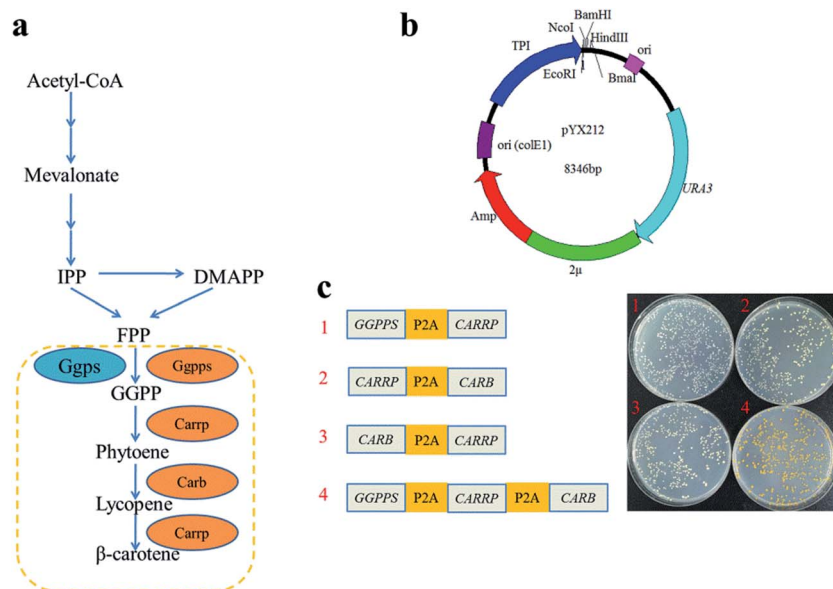 a
Acetyl-CoA
Mevalonate
IPP
DMAPP
FPP
Ggps
Ggpps
GGPP
Carrp
Phytoene
Carb
Lycopene
Carrp
β-carotene
b
BamHI
NcoI
HindIII
TPI
ori
EcoRI
1
BmaI
pYX212
ori (colE1)
8346bp
URA3
Amp
2μ
c
1 GGPPS P2A CARRP
2 CARRP P2A CARB
3 CARB P2A CARRP
4 GGPPS P2A CARRP P2A CARB
1 2
3 4